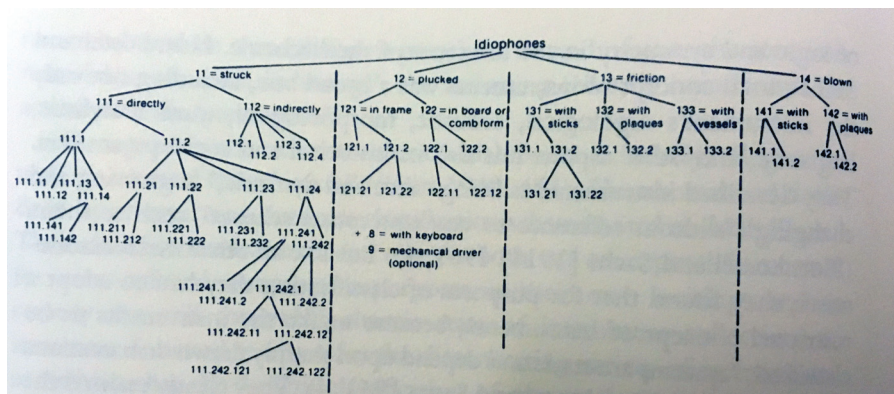 Idiophones
11 = struck
12 = plucked
13 = friction
14 = blown
111 = directly
112 = indirectly
121 = in frame
122 = in board or
comb form
131 = with
sticks
132 = with
plaques
133 = with
vessels
141 = with
sticks
142 = with
plaques
111.1
111.2
112.1
112.2
112.3
112.4
121.1
121.2
122.1
122.2
131.1
131.2
132.1
132.2
133.1
133.2
141.1
141.2
142.1
142.2
111.11
111.12
111.13
111.14
111.21
111.22
111.23
111.24
121.21
121.22
122.11
122.12
131.21
131.22
111.141
111.142
111.211
111.212
111.221
111.222
111.231
111.232
111.241
111.242
+ 8 = with keyboard
9 = mechanical driver
(optional)
111.241.1
111.241.2
111.242.1
111.242.2
111.242.11
111.242.12
111.242.121
111.242.122